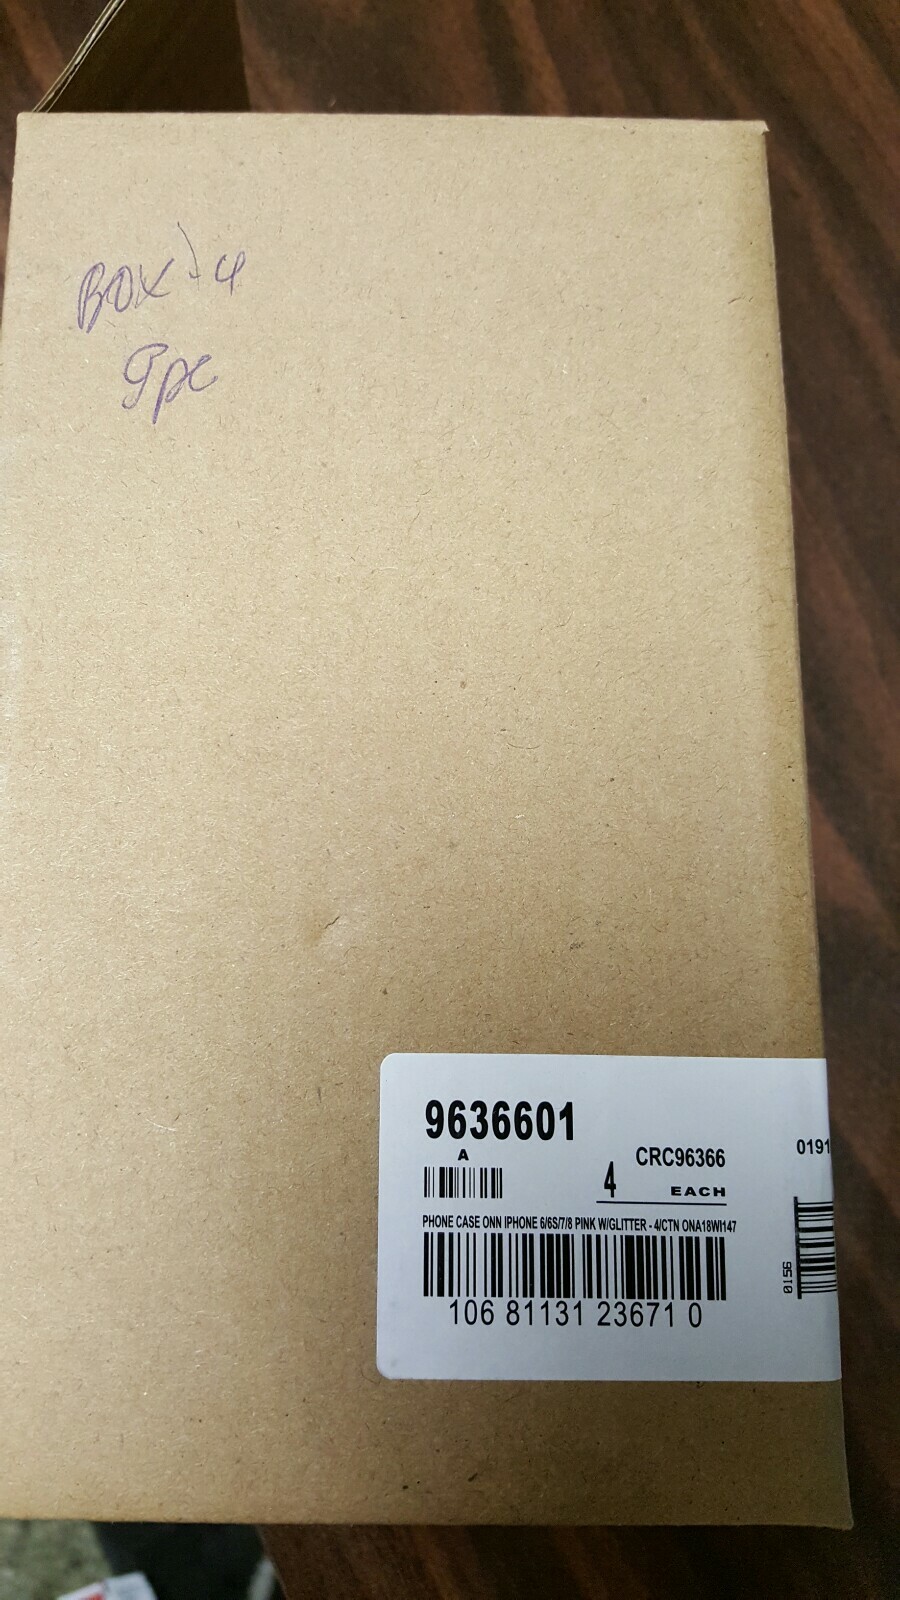 BOX-4
9pc
9636601
A
CRC96366
4 EACH
PHONE CASE ONN IPHONE 6/6S/7/8 PINK W/GLITTER - 4/CTN ONA18WI147
106 81131 23671 0
0191
0156